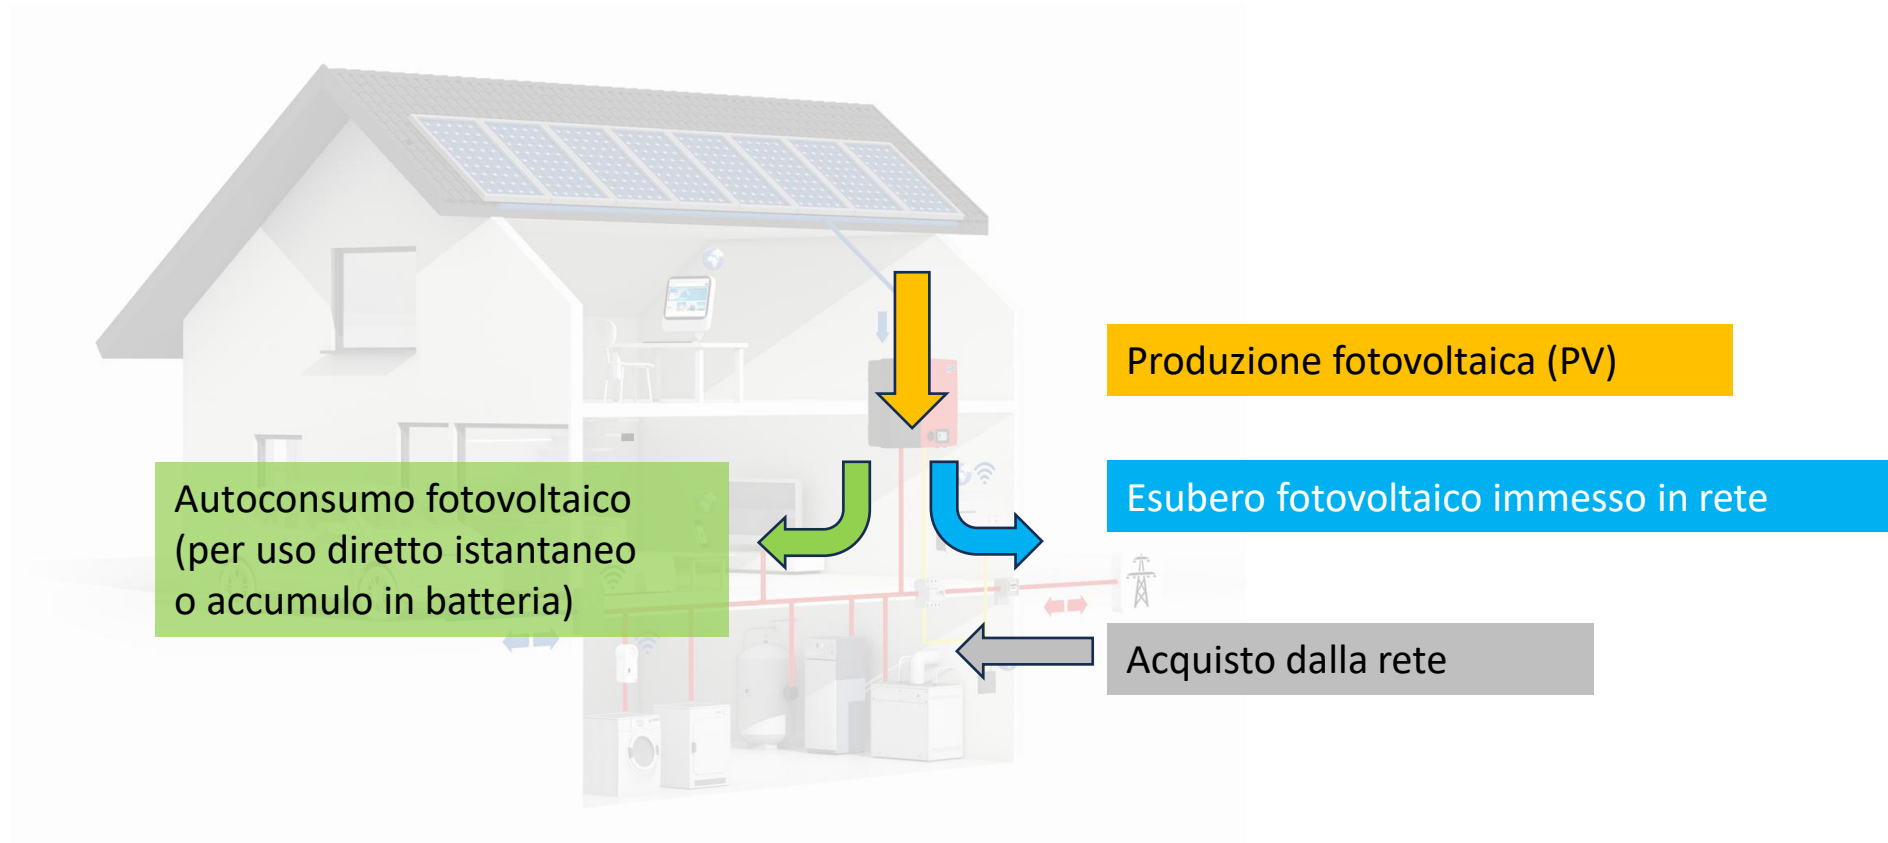 Produzione fotovoltaica (PV)
Autoconsumo fotovoltaico
(per uso diretto istantaneo
o accumulo in batteria)
Esubero fotovoltaico immesso in rete
Acquisto dalla rete